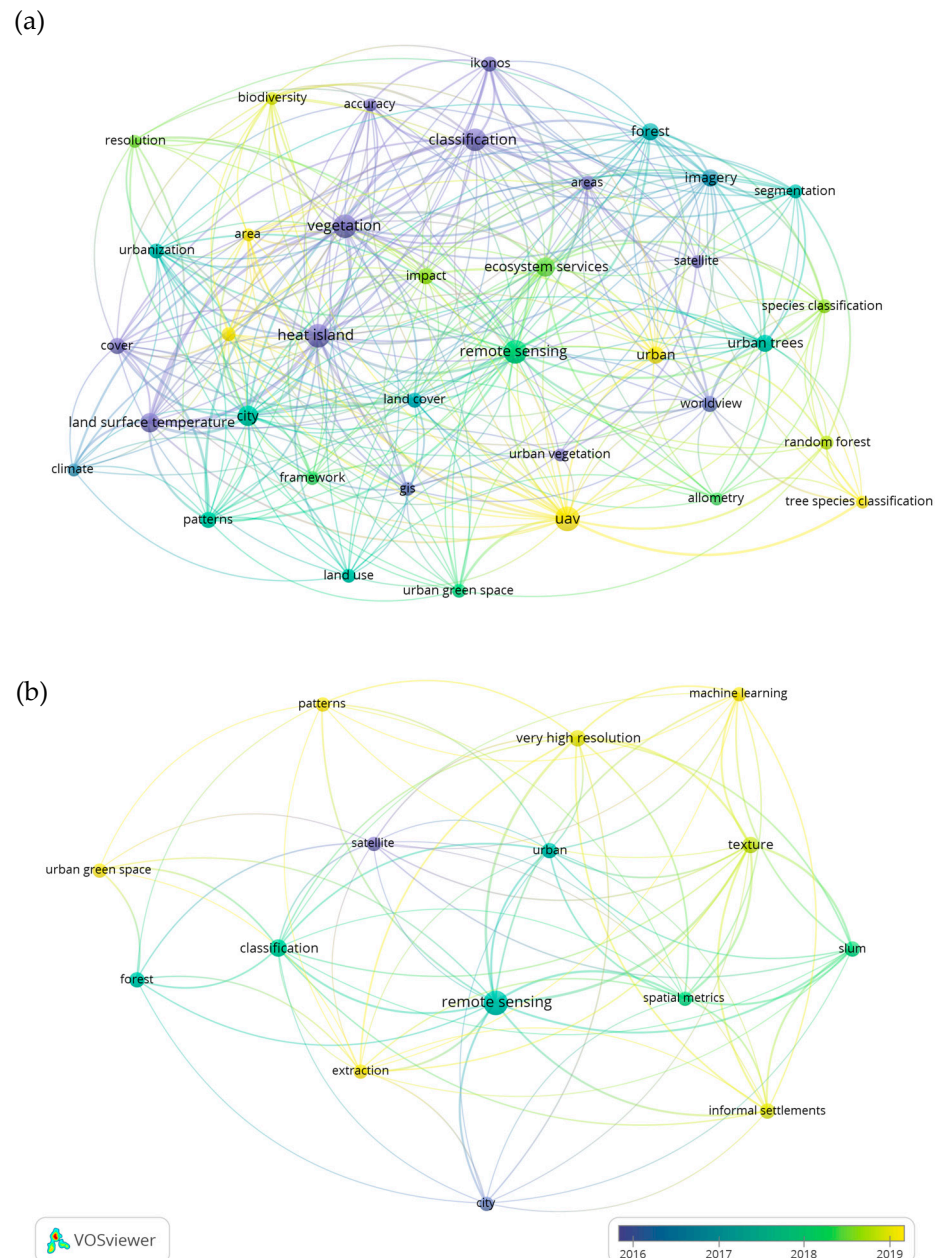 (a)
ikonos
biodiversity
accuracy
classification
forest
resolution
imagery
areas
segmentation
vegetation
area
urbanization
satellite
ecosystem services
impact
species classification
heat island
cover
remote sensing
urban
urban trees
land cover
worldview
city
land surface temperature
random forest
urban vegetation
climate
framework
gis
allometry
tree species classification
patterns
uav
land use
urban green space
(b)
machine learning
patterns
very high resolution
satellite
urban
texture
urban green space
classification
slum
forest
remote sensing
spatial metrics
extraction
informal settlements
city
VOSviewer
2016 2017 2018 2019